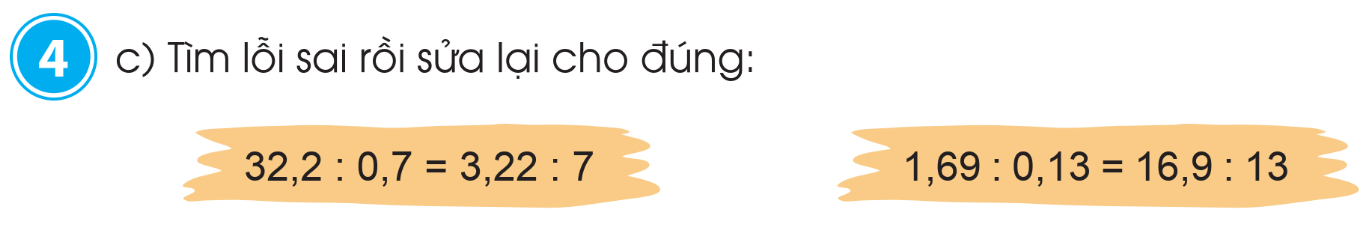 4 c) Tìm lỗi sai rồi sửa lại cho đúng:
32,2 : 0,7 = 3,22 : 7 1,69 : 0,13 = 16,9 : 13